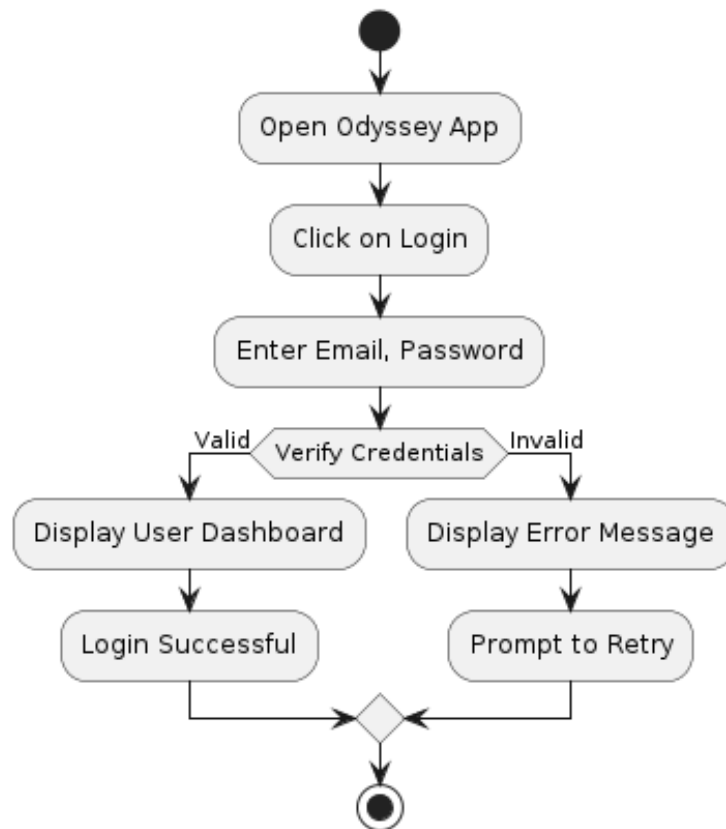 Open Odyssey App
Click on Login
Enter Email, Password
Valid
Verify Credentials
Invalid
Display User Dashboard
Display Error Message
Login Successful
Prompt to Retry